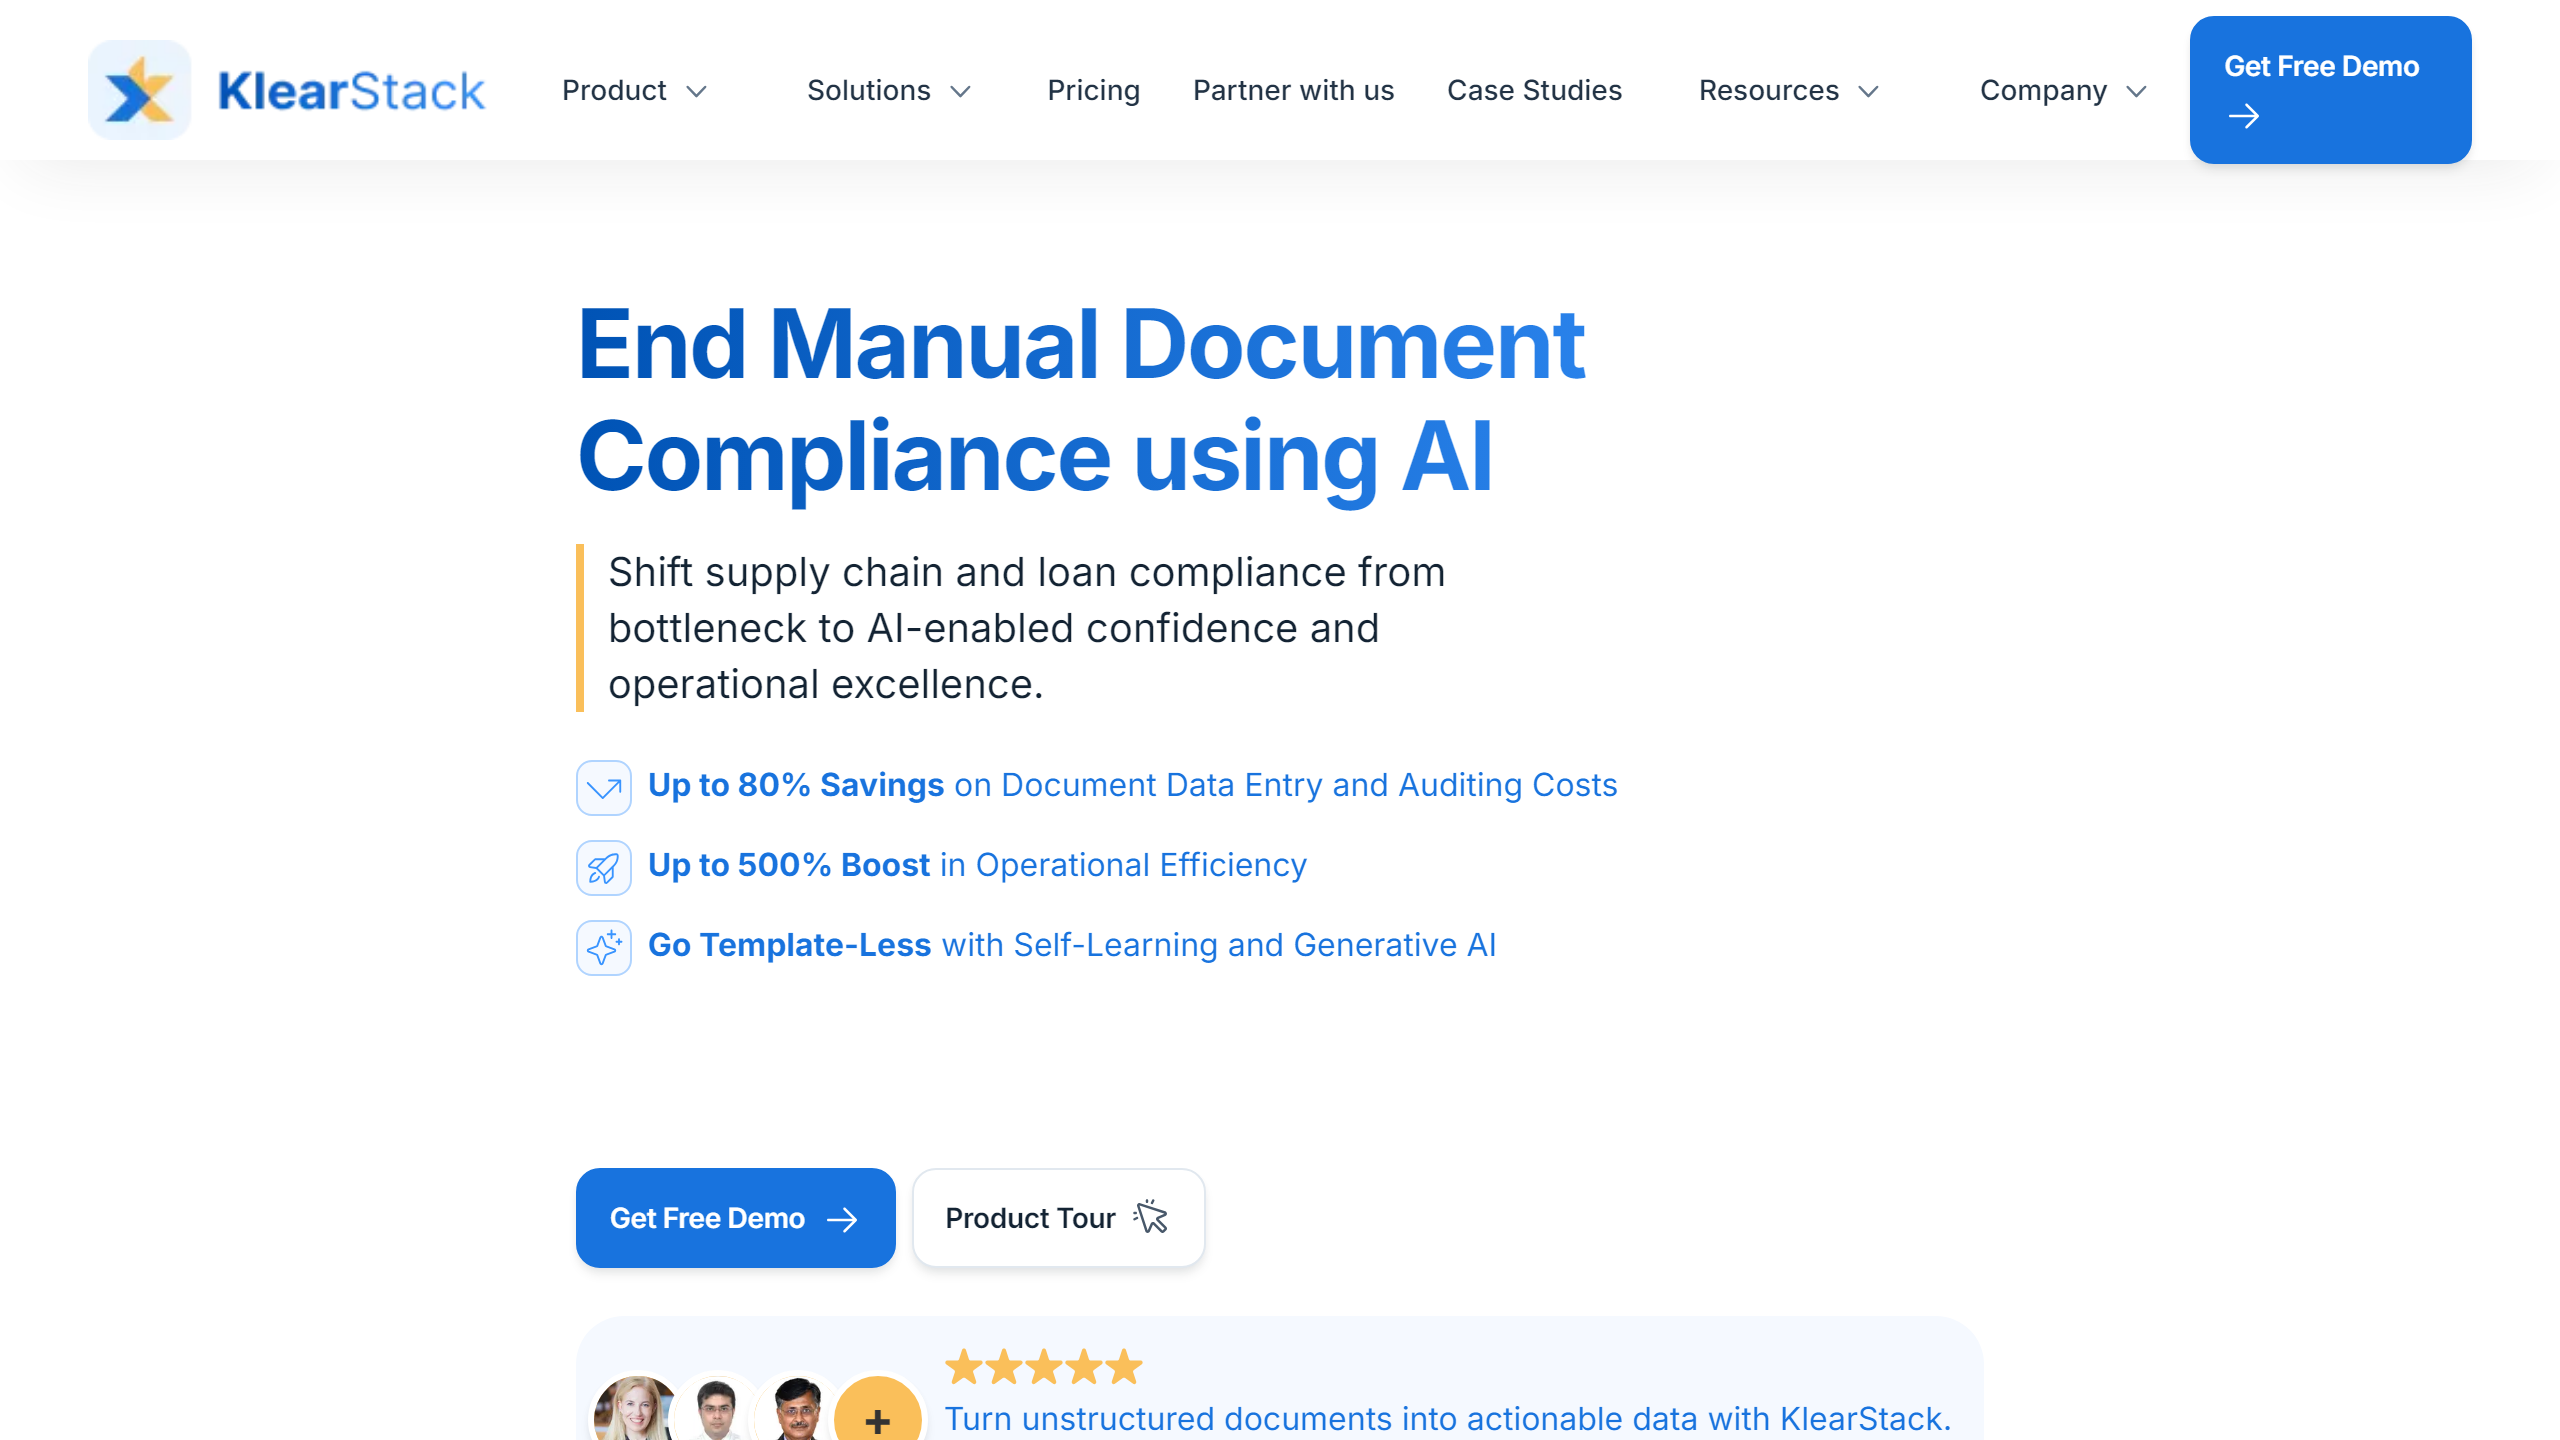 KlearStack
Product
Solutions
Pricing
Partner with us
Case Studies
Resources
Company
Get Free Demo
End Manual Document
Compliance using AI
Shift supply chain and loan compliance from
bottleneck to AI-enabled confidence and
operational excellence.
Up to 80% Savings on Document Data Entry and Auditing Costs
Up to 500% Boost in Operational Efficiency
Go Template-Less with Self-Learning and Generative AI
Get Free Demo
Product Tour
+
Turn unstructured documents into actionable data with KlearStack.